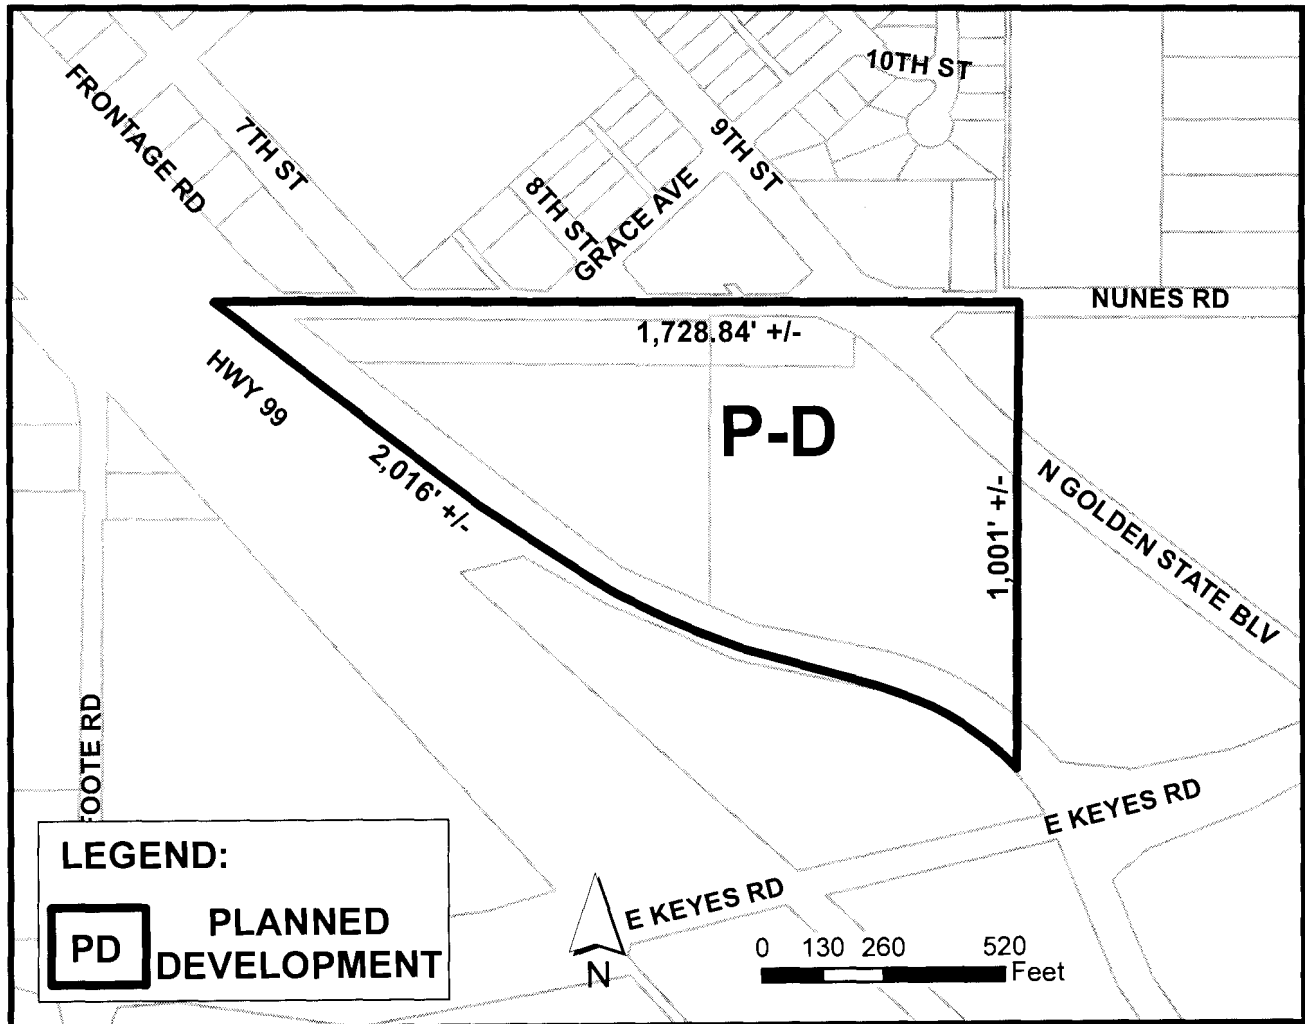 10TH ST
FRONTAGE RD
7TH ST
9TH ST
8TH ST
GRACE AVE
NUNES RD
1,728.84' +/-
HWY 99
P-D
2,016' +/-
1,001' +/-
N GOLDEN STATE BLV
FOOTE RD
E KEYES RD
E KEYES RD
LEGEND:
PD
PLANNED
DEVELOPMENT
N
0 130 260 520
Feet